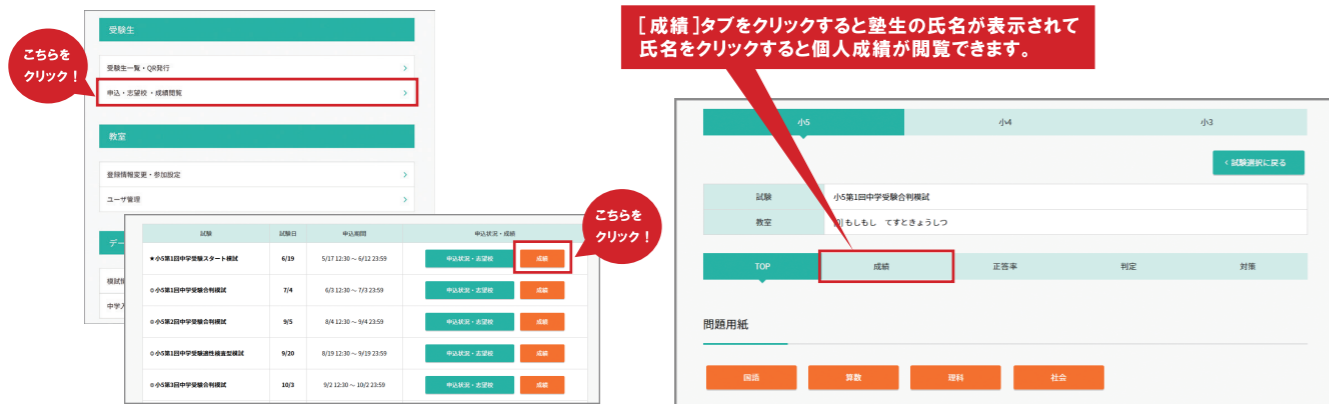 受験生
こちらを
クリック！
受験生一覧・QR発行
申込・志望校・成績閲覧
教室
登録情報変更・参加設定
ユーザ管理
デー
模試
中学
試験 試験日 申込期間 申込状況・成績
★小5第1回中学受験スタート模試 6/19 5/17 12:30 ～ 6/12 23:59 申込状況・志望校 成績
◎小5第1回中学受験合判模試 7/4 6/3 12:30 ～ 7/3 23:59 申込状況・志望校 成績
◎小5第2回中学受験合判模試 9/5 8/4 12:30 ～ 9/4 23:59 申込状況・志望校 成績
◇小5第1回中学受験適性検査型模試 9/20 8/19 12:30 ～ 9/19 23:59 申込状況・志望校 成績
◎小5第3回中学受験合判模試 10/3 9/2 12:30 ～ 10/2 23:59 申込状況・志望校 成績
こちらを
クリック！
[成績]タブをクリックすると塾生の氏名が表示されて
氏名をクリックすると個人成績が閲覧できます。
小5 小4 小3
＜試験選択に戻る
試験 小5第1回中学受験合判模試
教室 もしもし てすときょうしつ
TOP 成績 正答率 判定 対策
問題用紙
国語 算数 理科 社会